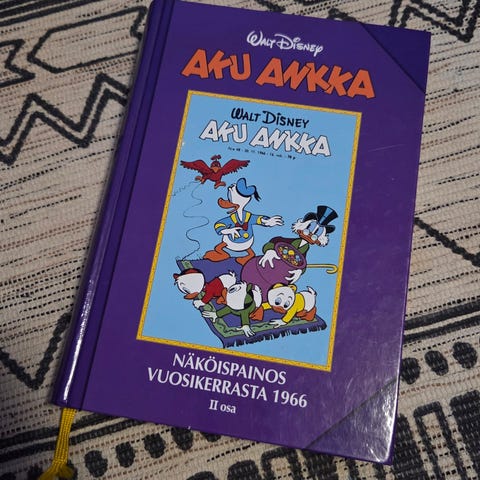 Walt Disney
AKU ANKKA
Walt Disney
AKU ANKKA
NÄKÖISPAINOS
VUOSIKERRASTA 1966
II osa